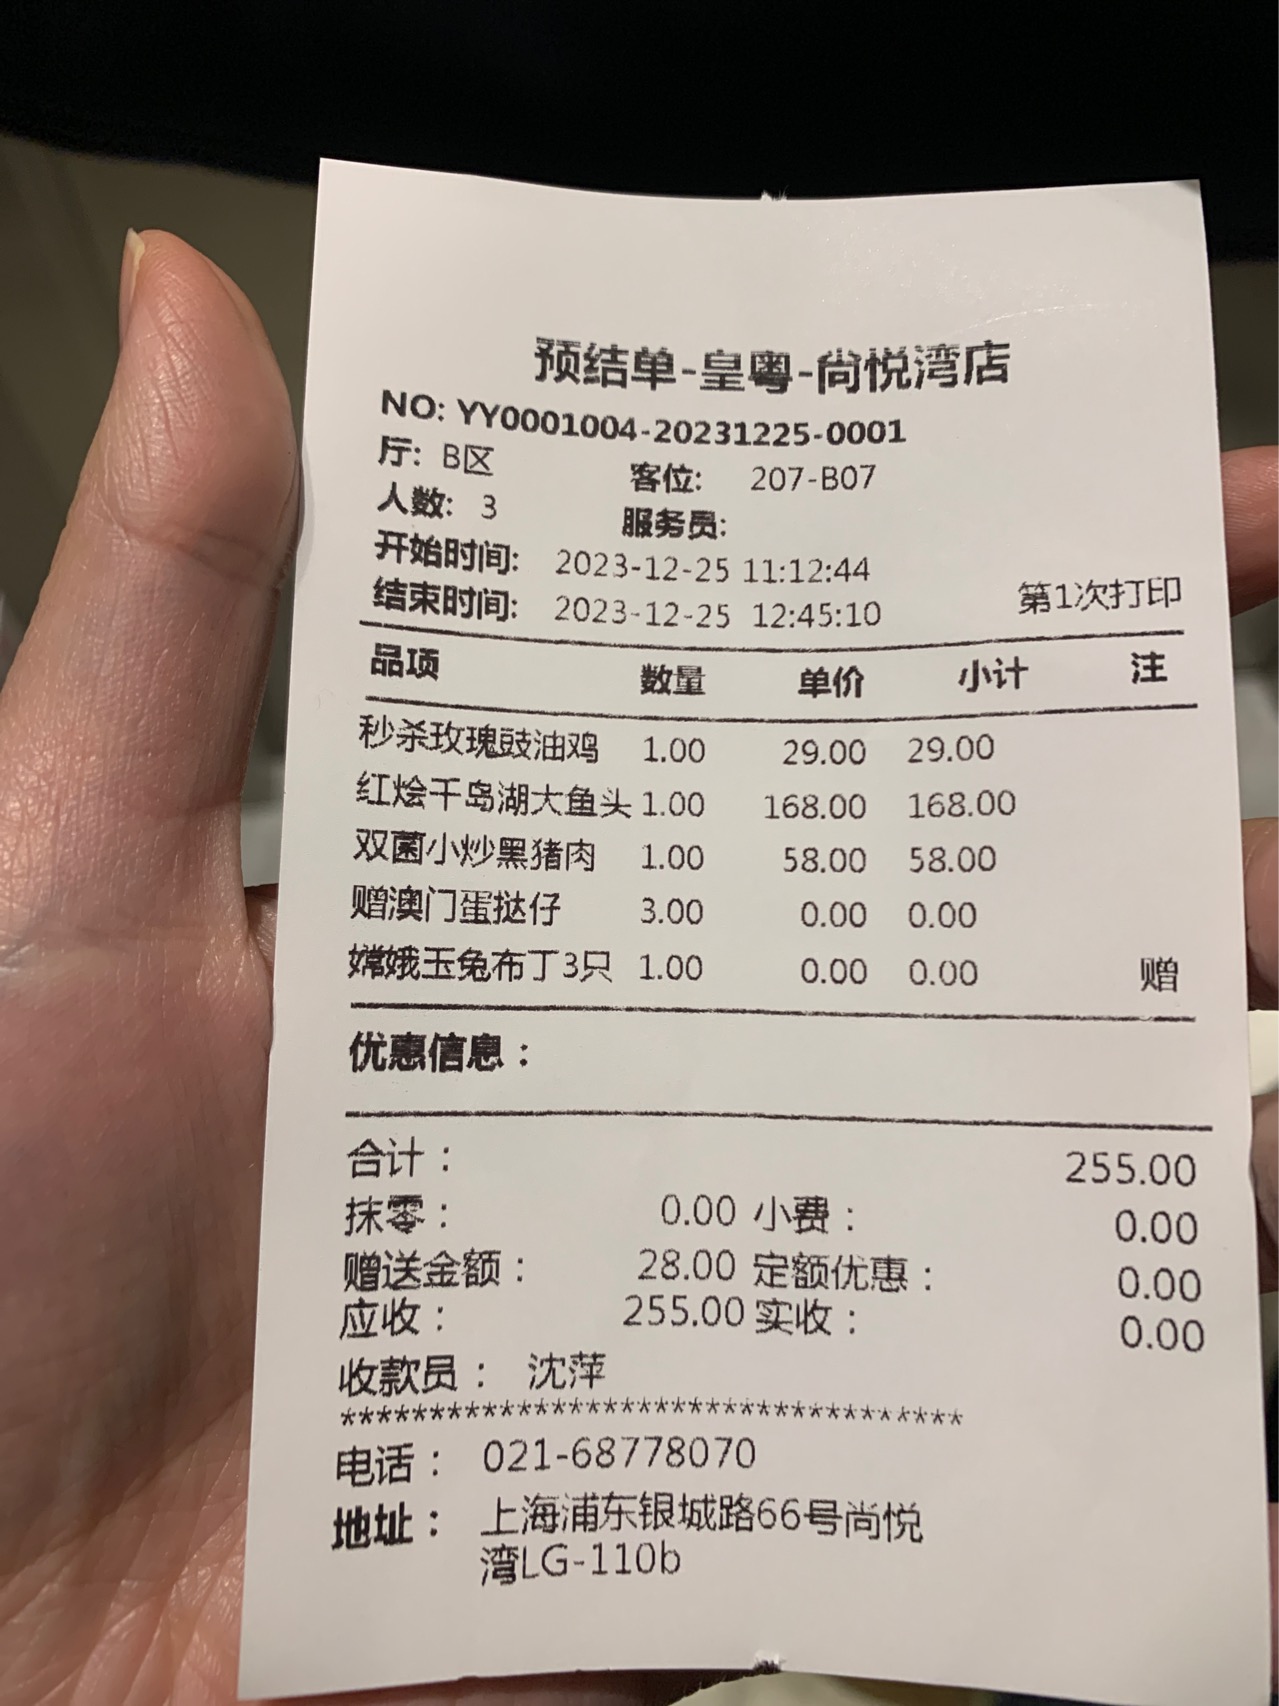 预结单-皇粤-尚悦湾店
NO: YY0001004-20231225-0001
厅: B区 客位: 207-B07
人数: 3 服务员:
开始时间: 2023-12-25 11:12:44
结束时间: 2023-12-25 12:45:10 第1次打印
品项 数量 单价 小计 注
秒杀玫瑰豉油鸡 1.00 29.00 29.00
红烩千岛湖大鱼头 1.00 168.00 168.00
双菌小炒黑猪肉 1.00 58.00 58.00
赠澳门蛋挞仔 3.00 0.00 0.00
嫦娥玉兔布丁3只 1.00 0.00 0.00 赠
优惠信息：
合计： 255.00
抹零： 0.00 小费： 0.00
赠送金额： 28.00 定额优惠： 0.00
应收： 255.00 实收： 0.00
收款员： 沈萍
************************************
电话： 021-68778070
地址： 上海浦东银城路66号尚悦
湾LG-110b